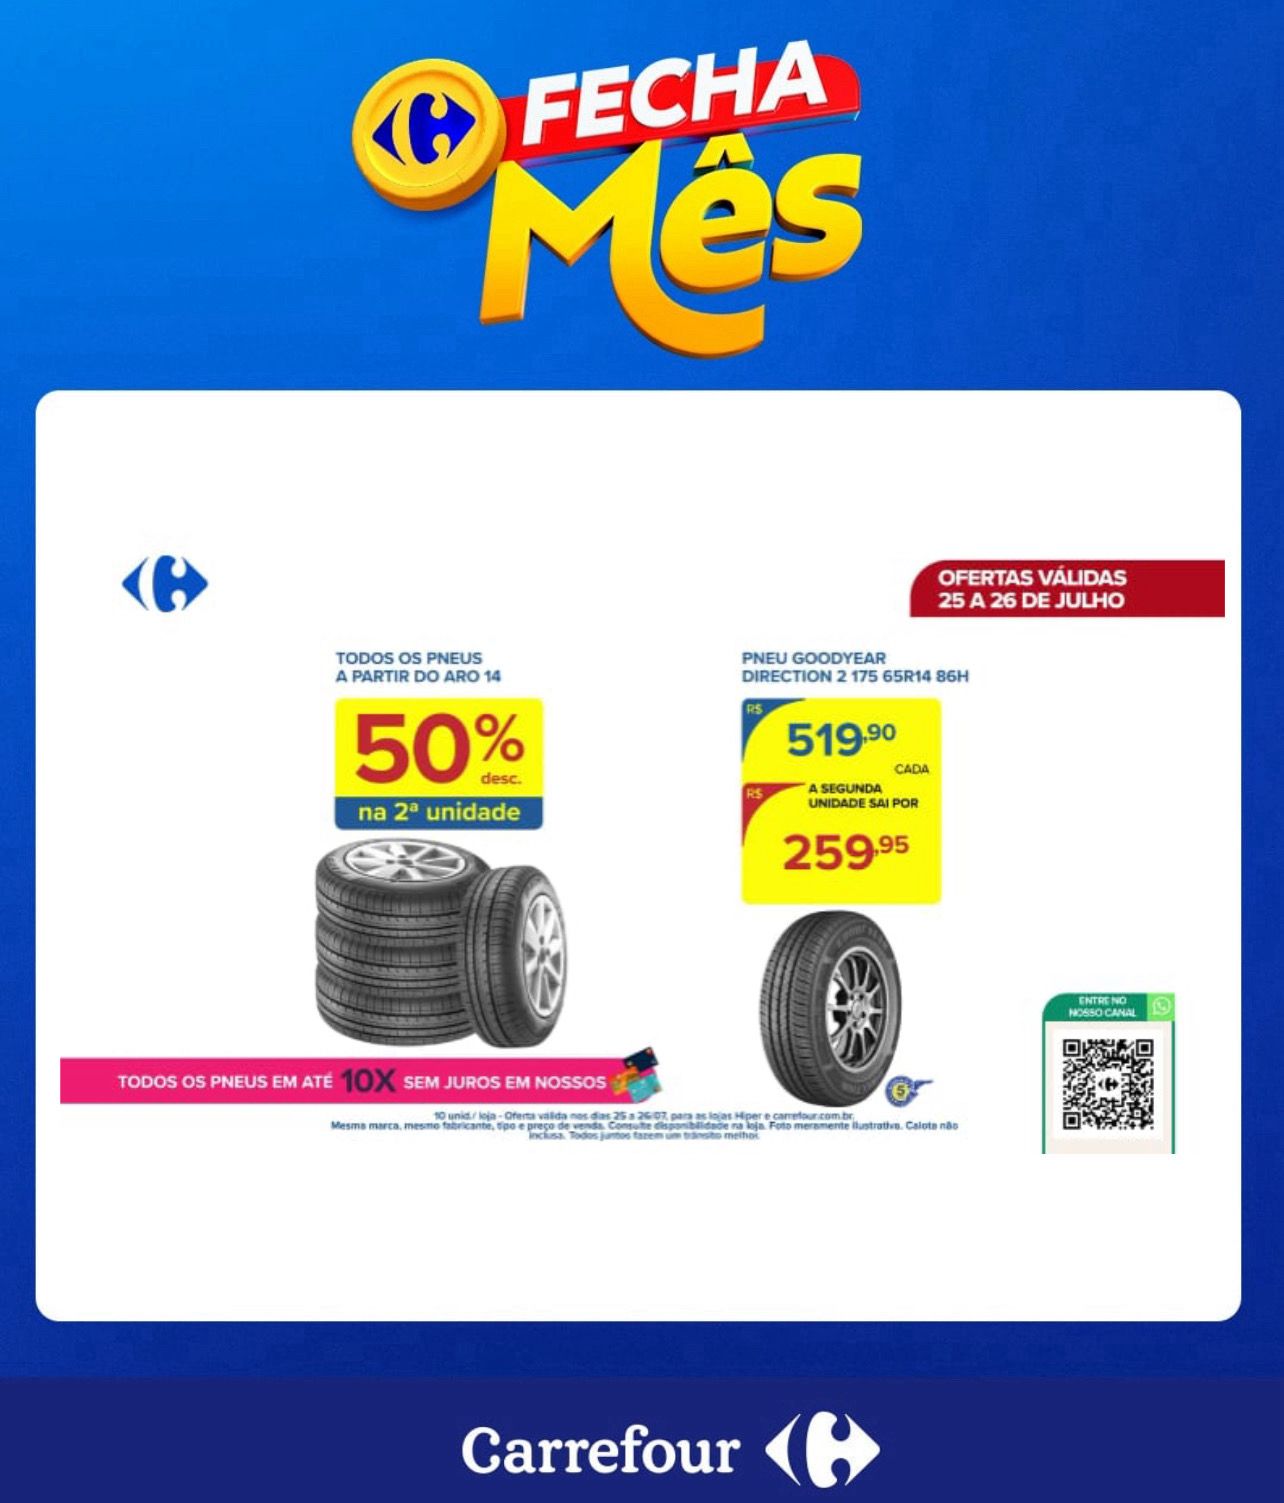 FECHA
Mês
OFERTAS VÁLIDAS
25 A 26 DE JULHO
TODOS OS PNEUS
A PARTIR DO ARO 14
50%
desc.
na 2ª unidade
PNEU GOODYEAR
DIRECTION 2 175 65R14 86H
R$
519,90
CADA
R$
A SEGUNDA
UNIDADE SAI POR
259,95
ENTRE NO
NOSSO CANAL
TODOS OS PNEUS EM ATÉ 10X SEM JUROS EM NOSSOS
5
10 unid./ loja - Oferta válida nos dias 25 a 26/07, para as lojas Hiper e carrefour.com.br.
Mesma marca, mesmo fabricante, tipo e preço de venda. Consulte disponibilidade na loja. Foto meramente ilustrativa. Calota não
inclusa. Todos juntos fazem um trânsito melhor.
Carrefour